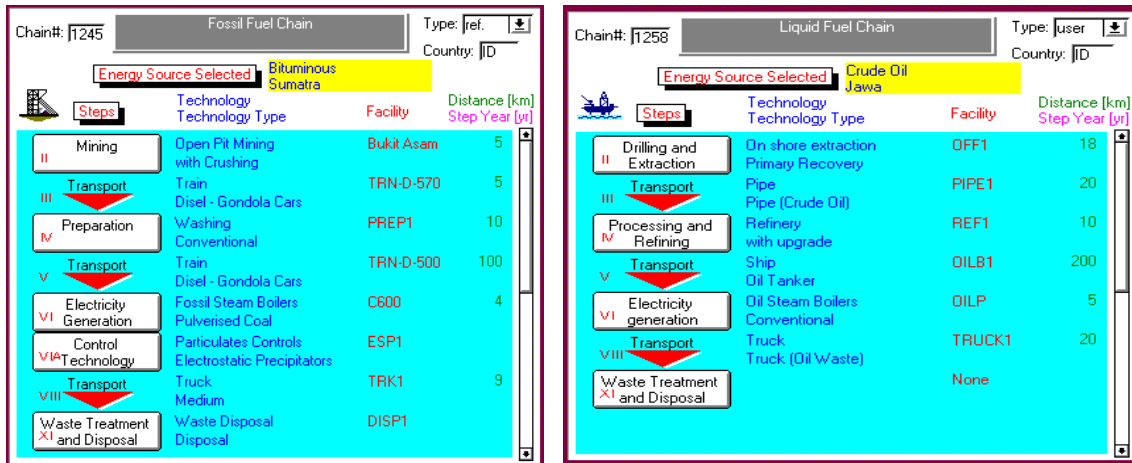 Fossil Fuel Chain
Chain#: 1245
Type: ref.
Country: ID
Energy Source Selected
Bituminous
Sumatra
Steps
Technology
Technology Type
Facility
Distance [km]
Step Year [yr]
II Mining
Open Pit Mining
with Crushing
Bukit Asam
5
III Transport
Train
Disel - Gondola Cars
TRN-D-570
5
IV Preparation
Washing
Conventional
PREP1
10
V Transport
Train
Disel - Gondola Cars
TRN-D-500
100
VI Electricity
Generation
Fossil Steam Boilers
Pulverised Coal
C600
4
VIA Control
Technology
Particulates Controls
Electrostatic Precipitators
ESP1
VIII Transport
Truck
Medium
TRK1
9
XI Waste Treatment
and Disposal
Waste Disposal
Disposal
DISP1
Liquid Fuel Chain
Chain#: 1258
Type: user
Country: ID
Energy Source Selected
Crude Oil
Jawa
Steps
Technology
Technology Type
Facility
Distance [km]
Step Year [yr]
II Drilling and
Extraction
On shore extraction
Primary Recovery
OFF1
18
III Transport
Pipe
Pipe (Crude Oil)
PIPE1
20
IV Processing and
Refining
Refinery
with upgrade
REF1
10
V Transport
Ship
Oil Tanker
OILB1
200
VI Electricity
generation
Oil Steam Boilers
Conventional
OILP
5
VIII Transport
Truck
Truck (Oil Waste)
TRUCK1
20
XI Waste Treatment
and Disposal
None